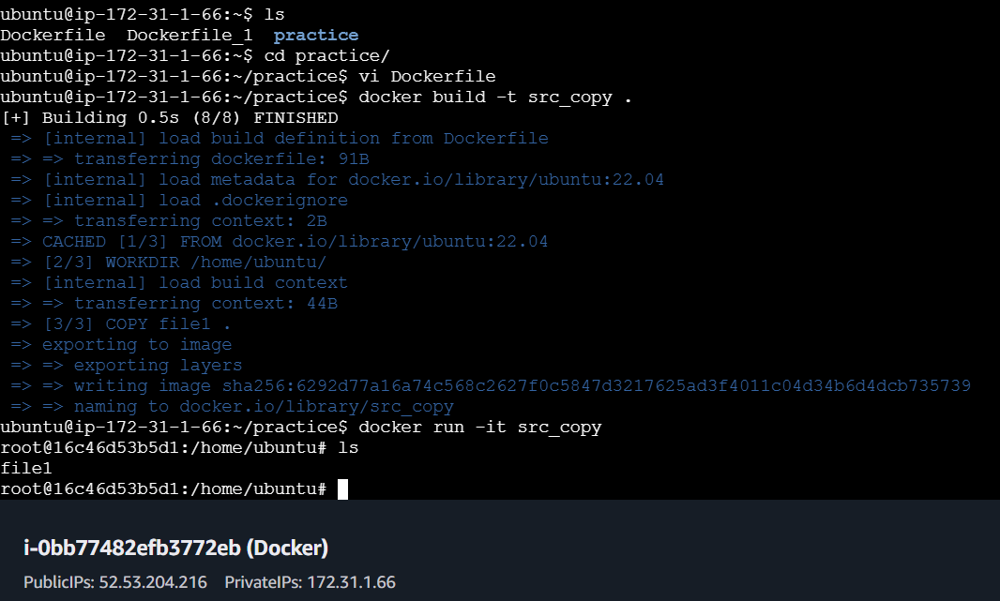 ubuntu@ip-172-31-1-66:~$ ls
Dockerfile  Dockerfile_1  practice
ubuntu@ip-172-31-1-66:~$ cd practice/
ubuntu@ip-172-31-1-66:~/practice$ vi Dockerfile
ubuntu@ip-172-31-1-66:~/practice$ docker build -t src_copy .
[+] Building 0.5s (8/8) FINISHED
 => [internal] load build definition from Dockerfile
 => => transferring dockerfile: 91B
 => [internal] load metadata for docker.io/library/ubuntu:22.04
 => [internal] load .dockerignore
 => => transferring context: 2B
 => CACHED [1/3] FROM docker.io/library/ubuntu:22.04
 => [2/3] WORKDIR /home/ubuntu/
 => [internal] load build context
 => => transferring context: 44B
 => [3/3] COPY file1 .
 => exporting to image
 => => exporting layers
 => => writing image sha256:6292d77a16a74c568c2627f0c5847d3217625ad3f4011c04d34b6d4dcb735739
 => => naming to docker.io/library/src_copy
ubuntu@ip-172-31-1-66:~/practice$ docker run -it src_copy
root@16c46d53b5d1:/home/ubuntu# ls
file1
root@16c46d53b5d1:/home/ubuntu#
i-0bb77482efb3772eb (Docker)
PublicIPs: 52.53.204.216  PrivateIPs: 172.31.1.66